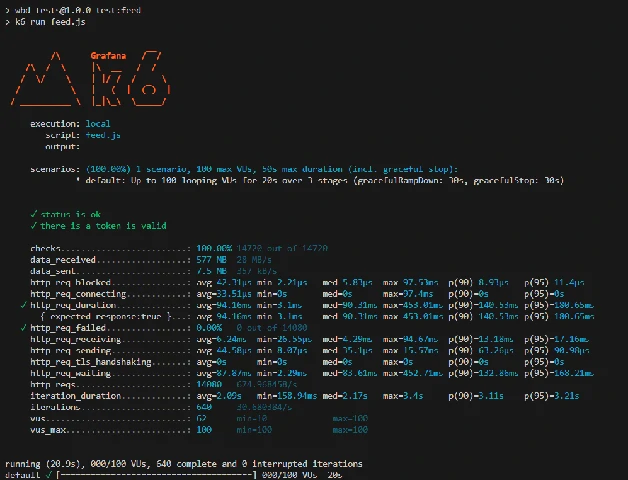 > wbd-tests@1.0.0 test:feed
> k6 run feed.js
Grafana
execution: local
script: feed.js
output:
scenarios: (100.00%) 1 scenario, 100 max VUs, 50s max duration (incl. graceful stop):
* default: Up to 100 looping VUs for 20s over 3 stages (gracefulRampDown: 30s, gracefulStop: 30s)
✓ status is ok
✓ there is a token is valid
checks.........................: 100.00% 14720 out of 14720
data_received..................: 577 MB 28 MB/s
data_sent......................: 7.5 MB 357 kB/s
http_req_blocked...............: avg=42.31µs min=2.21µs med=5.83µs max=97.53ms p(90)=8.93µs p(95)=11.4µs
http_req_connecting............: avg=33.51µs min=0s med=0s max=97.4ms p(90)=0s p(95)=0s
✓ http_req_duration..............: avg=94.16ms min=3.1ms med=90.31ms max=453.01ms p(90)=140.53ms p(95)=180.65ms
{ expected_response:true }...: avg=94.16ms min=3.1ms med=90.31ms max=453.01ms p(90)=140.53ms p(95)=180.65ms
✓ http_req_failed................: 0.00% 0 out of 14080
http_req_receiving.............: avg=6.24ms min=26.55µs med=4.29ms max=94.67ms p(90)=13.18ms p(95)=17.16ms
http_req_sending...............: avg=44.58µs min=8.07µs med=35.1µs max=15.57ms p(90)=63.26µs p(95)=90.98µs
http_req_tls_handshaking.......: avg=0s min=0s med=0s max=0s p(90)=0s p(95)=0s
http_req_waiting...............: avg=87.87ms min=2.29ms med=83.61ms max=452.71ms p(90)=132.86ms p(95)=168.21ms
http_reqs......................: 14080 674.968458/s
iteration_duration.............: avg=2.09s min=158.94ms med=2.17s max=3.4s p(90)=3.11s p(95)=3.21s
iterations.....................: 640 30.680384/s
vus............................: 62 min=10 max=100
vus_max........................: 100 min=100 max=100
running (20.9s), 000/100 VUs, 640 complete and 0 interrupted iterations
default ✓ [======================================] 000/100 VUs 20s